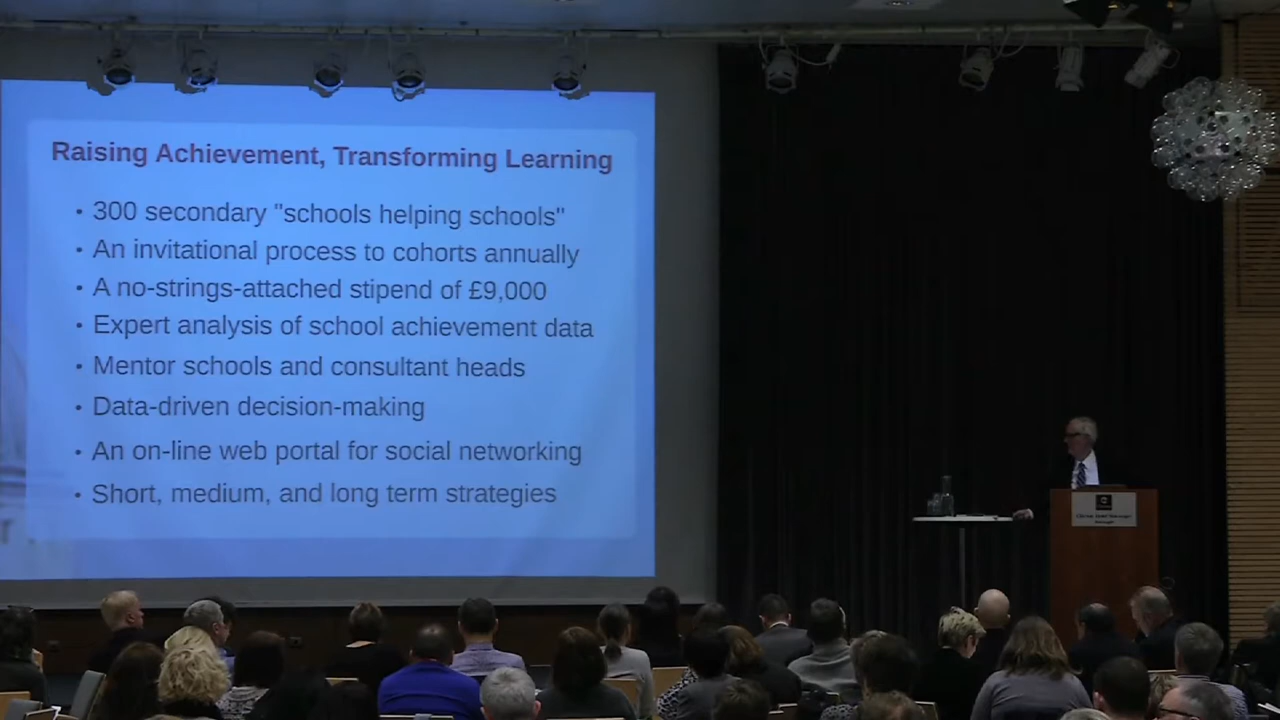 Raising Achievement, Transforming Learning
• 300 secondary "schools helping schools"
• An invitational process to cohorts annually
• A no-strings-attached stipend of £9,000
• Expert analysis of school achievement data
• Mentor schools and consultant heads
• Data-driven decision-making
• An on-line web portal for social networking
• Short, medium, and long term strategies